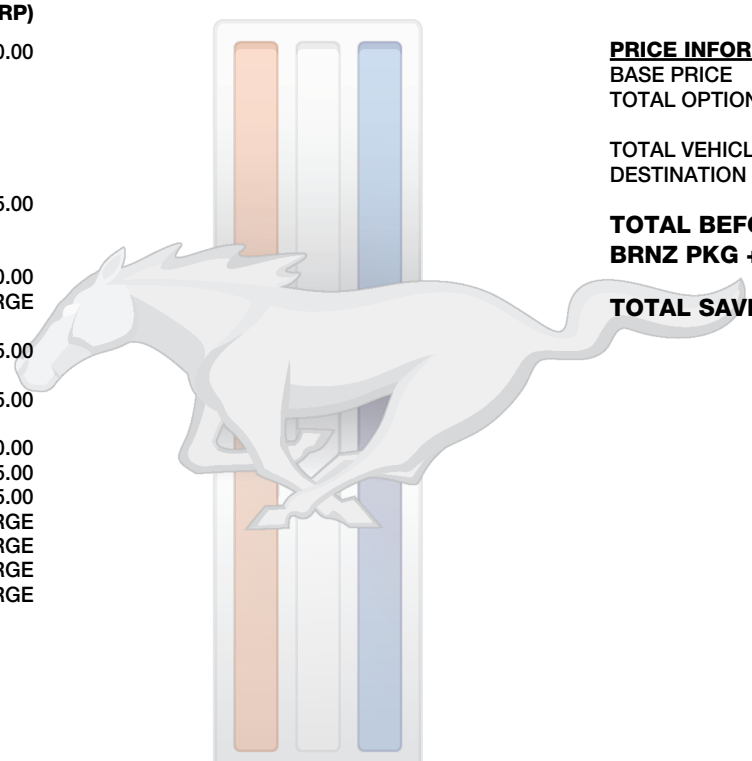 RP)
0.00
5.00
0.00
RGE
5.00
5.00
0.00
5.00
5.00
RGE
RGE
RGE
RGE
PRICE INFOR
BASE PRICE
TOTAL OPTION
TOTAL VEHICL
DESTINATION
TOTAL BEFO
BRNZ PKG +
TOTAL SAVI